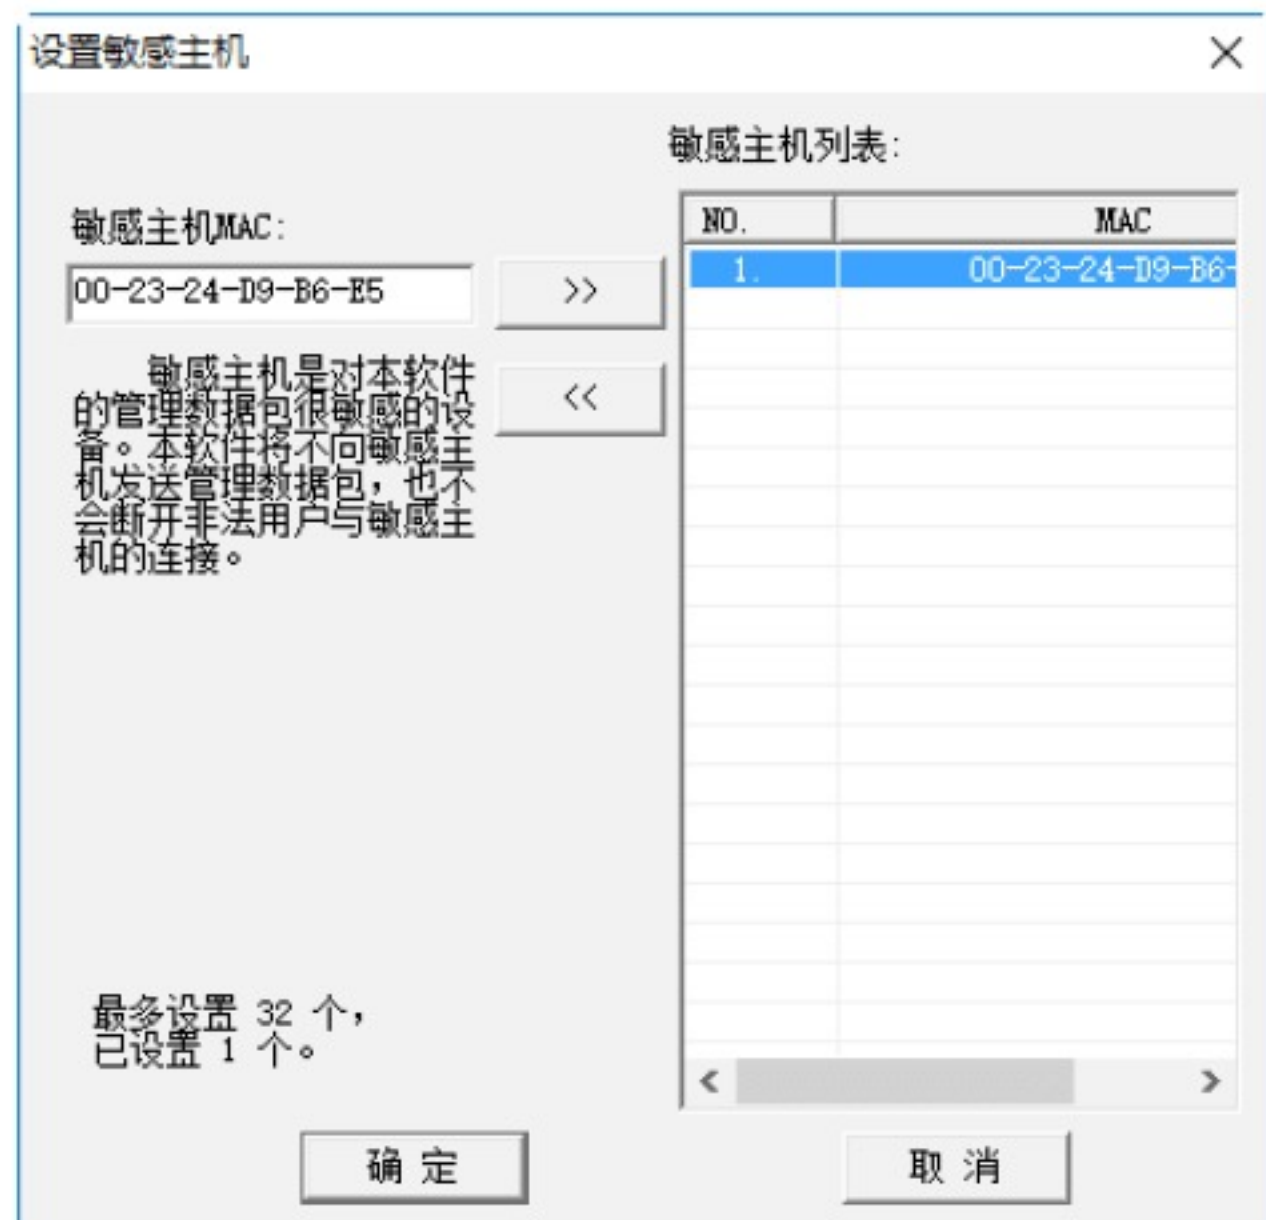 设置敏感主机
敏感主机列表:
敏感主机MAC:
NO. MAC
00-23-24-D9-B6-E5
>>
1. 00-23-24-D9-B6-
敏感主机是对本软件
的管理数据包很敏感的设
备。本软件将不向敏感主
机发送管理数据包，也不
会断开非法用户与敏感主
机的连接。
<<
最多设置 32 个，
已设置 1 个。
确定
取消